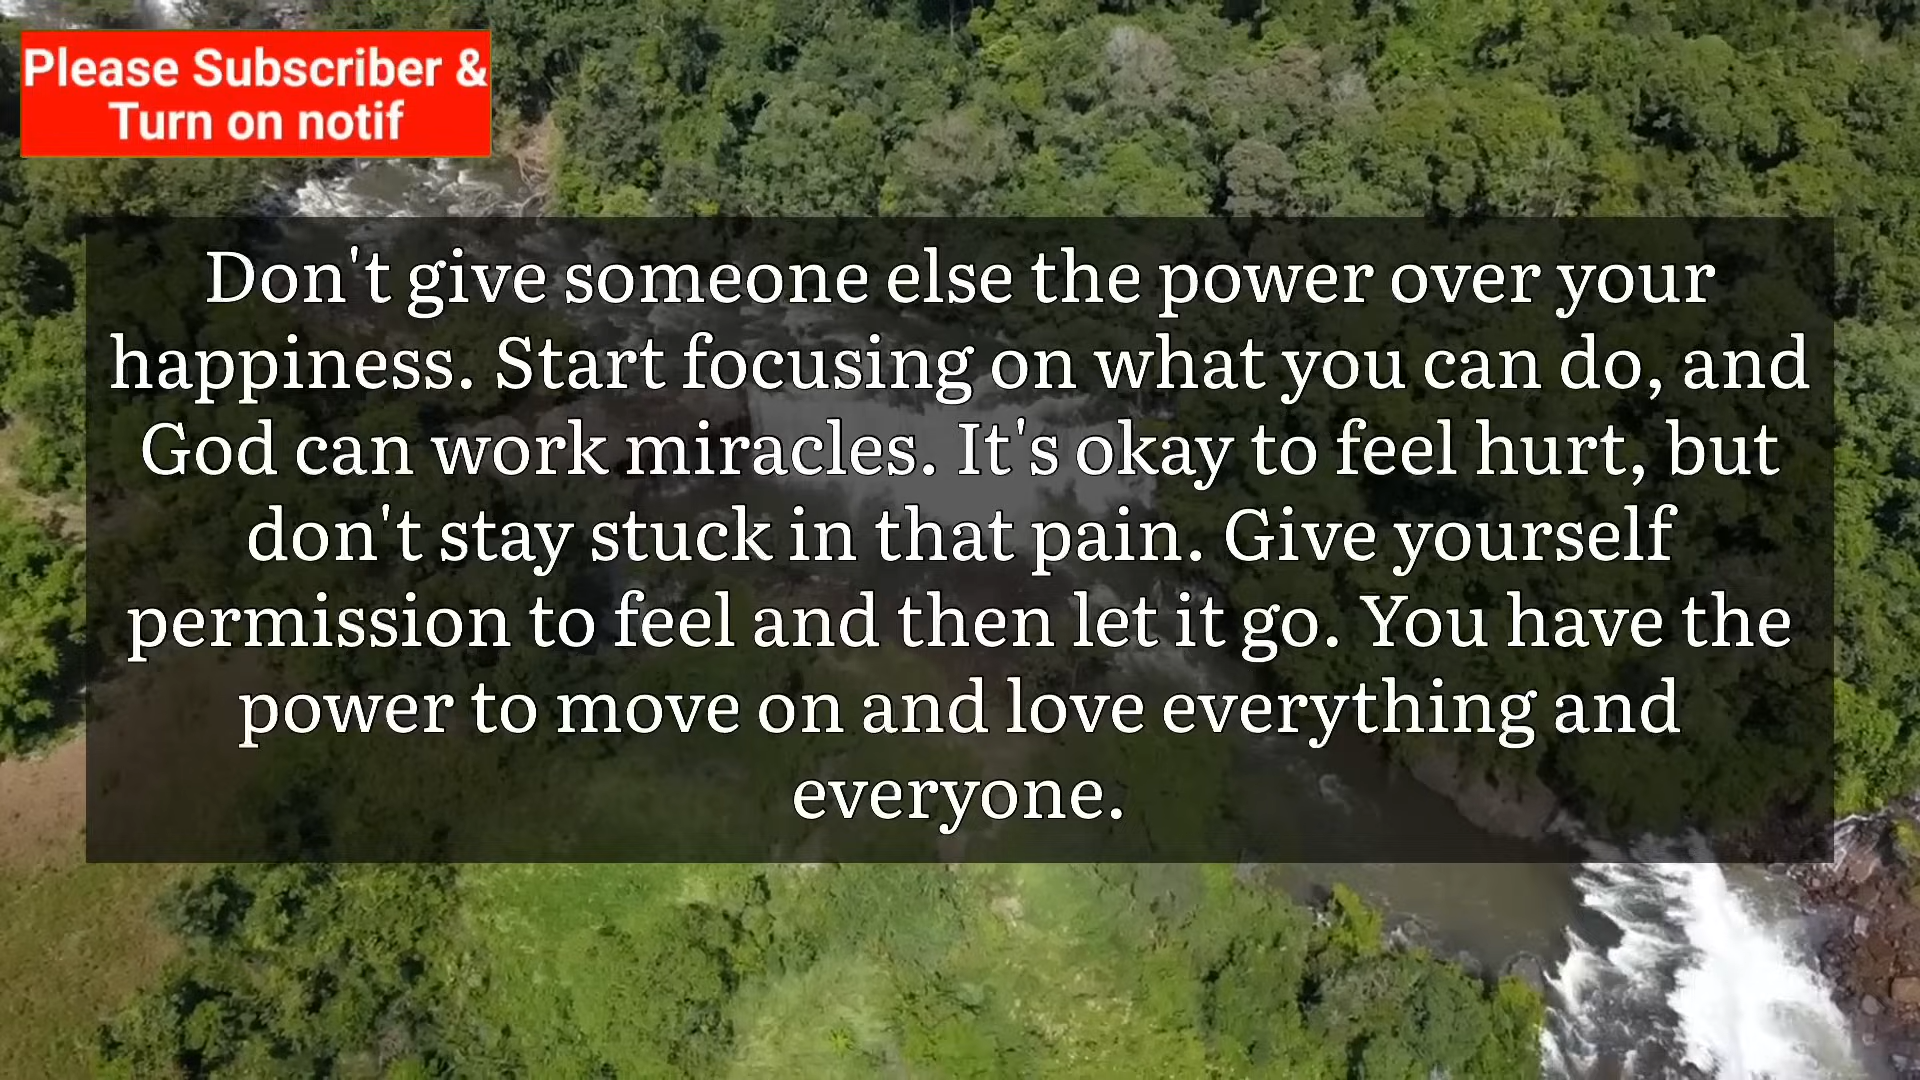 Please Subscriber &
Turn on notif
Don't give someone else the power over your
happiness. Start focusing on what you can do, and
God can work miracles. It's okay to feel hurt, but
don't stay stuck in that pain. Give yourself
permission to feel and then let it go. You have the
power to move on and love everything and
everyone.